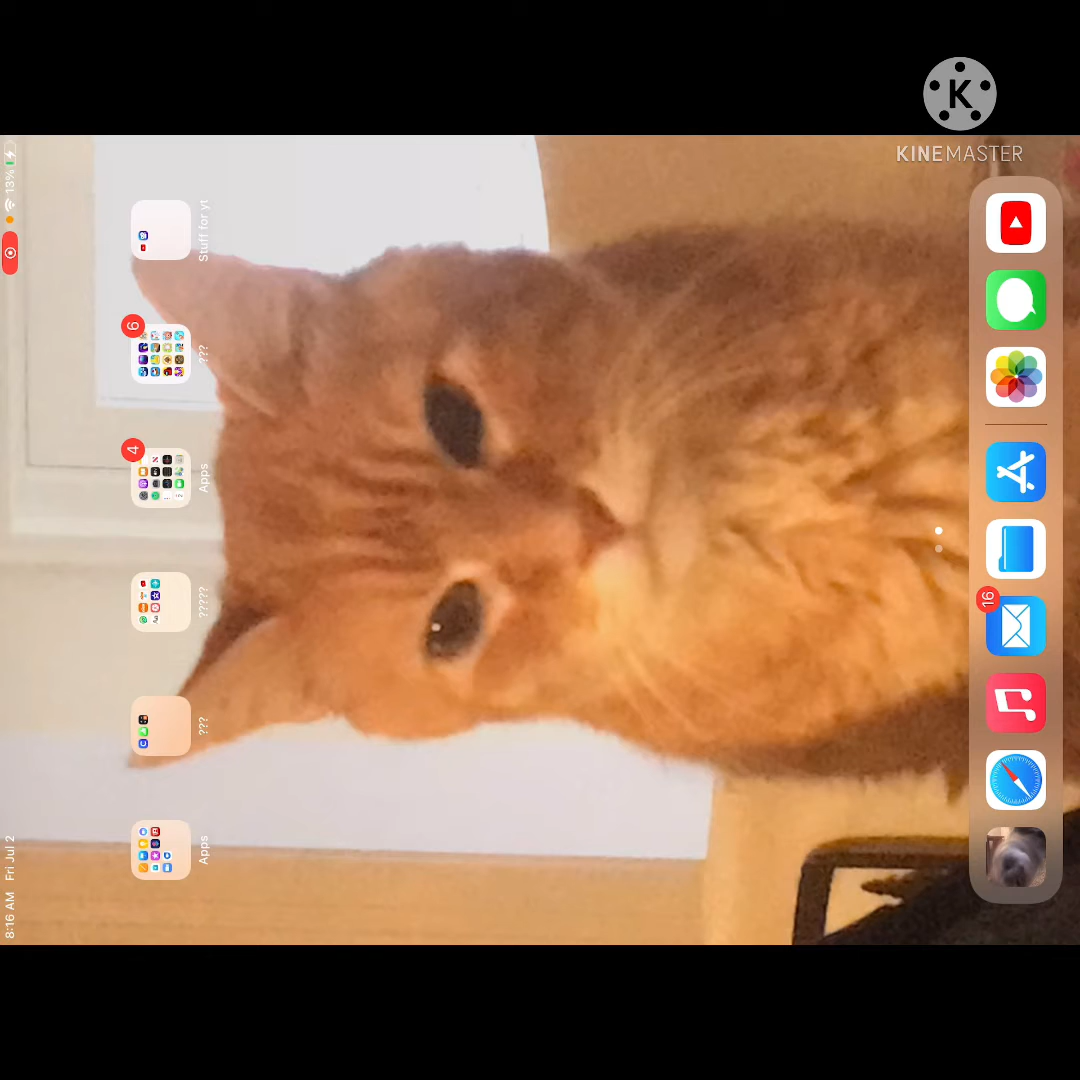 KINEMASTER
8:16 AM Fri Jul 2
13%
Apps
???
?????
Apps
4
???
6
Stuff for yt
16